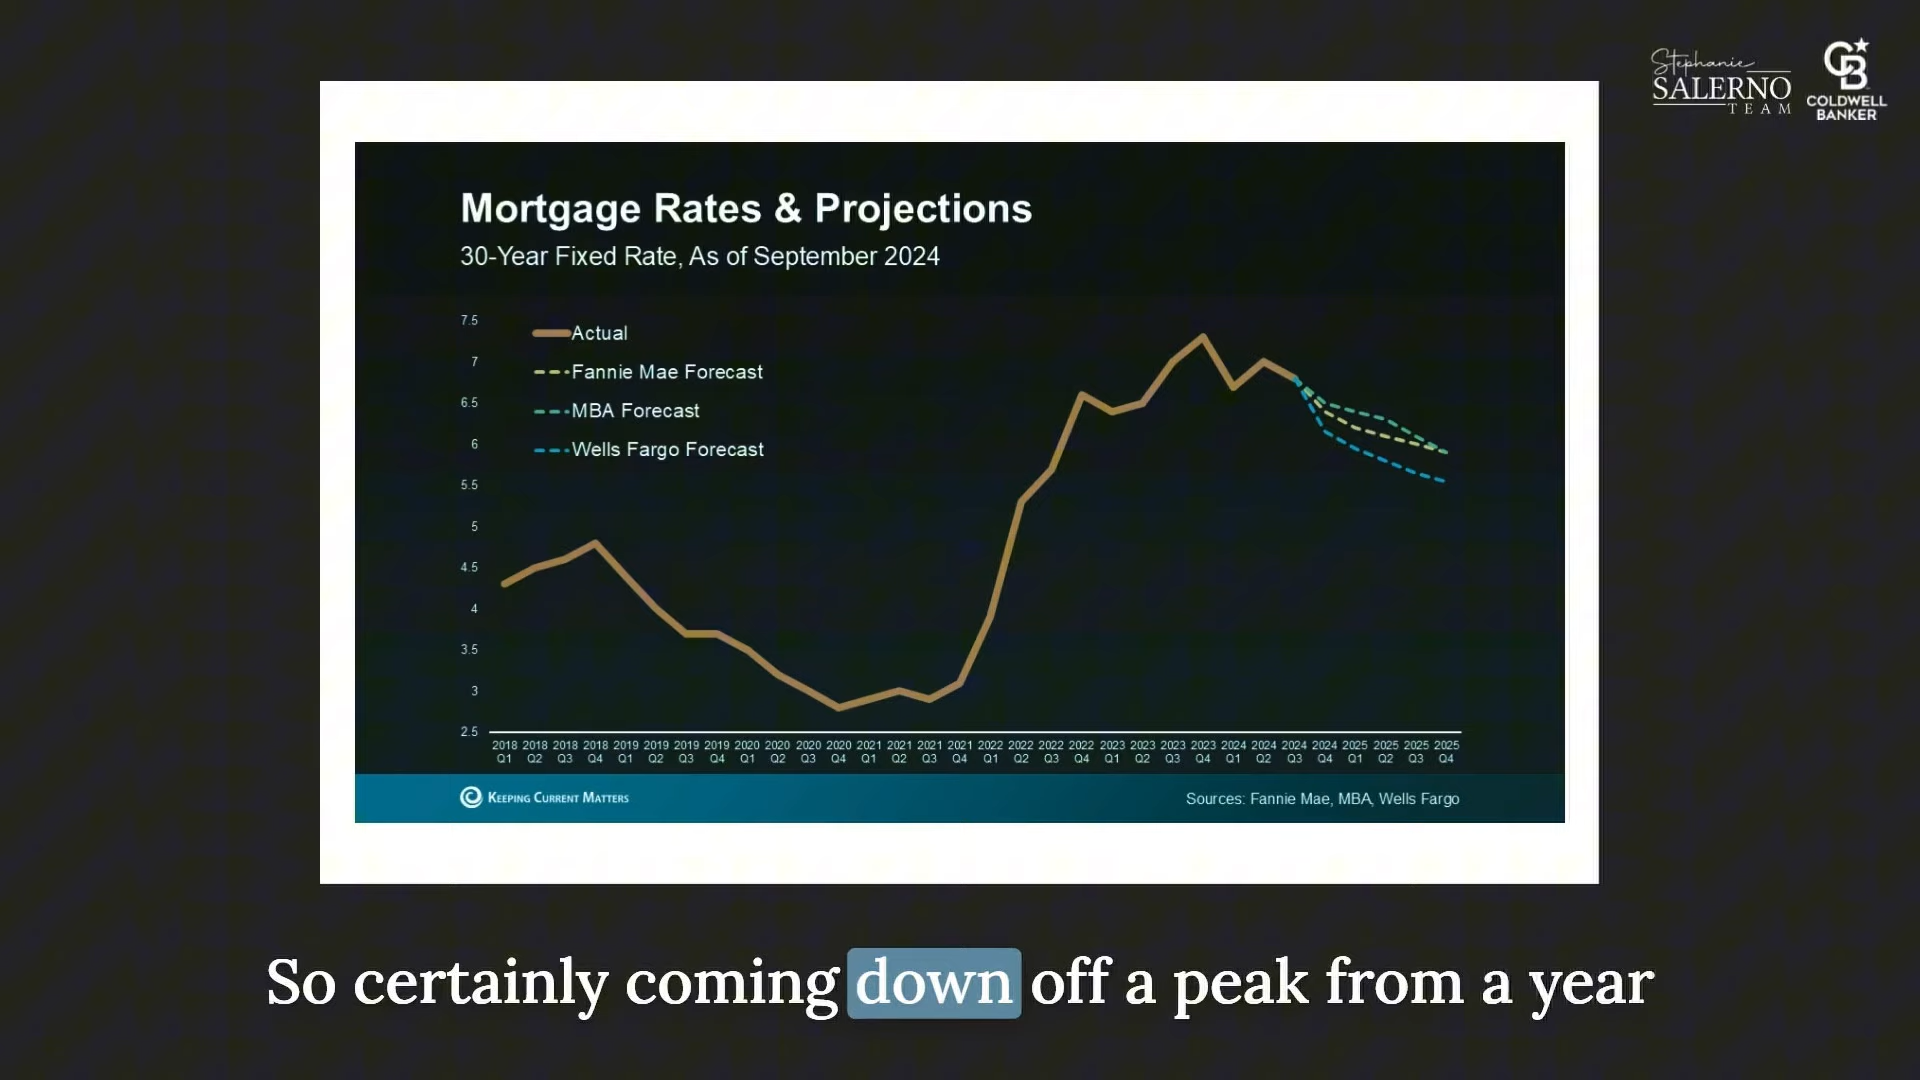 Stephanie
SALERNO
TEAM
COLDWELL
BANKER
Mortgage Rates & Projections
30-Year Fixed Rate, As of September 2024
Actual
Fannie Mae Forecast
MBA Forecast
Wells Fargo Forecast
7.5
7
6.5
6
5.5
5
4.5
4
3.5
3
2.5
2018 2018 2018 2018 2019 2019 2019 2019 2020 2020 2020 2020 2021 2021 2021 2021 2022 2022 2022 2022 2023 2023 2023 2023 2024 2024 2024 2024 2025 2025 2025 2025
Q1 Q2 Q3 Q4 Q1 Q2 Q3 Q4 Q1 Q2 Q3 Q4 Q1 Q2 Q3 Q4 Q1 Q2 Q3 Q4 Q1 Q2 Q3 Q4 Q1 Q2 Q3 Q4 Q1 Q2 Q3 Q4
KEEPING CURRENT MATTERS
Sources: Fannie Mae, MBA, Wells Fargo
So certainly coming down off a peak from a year